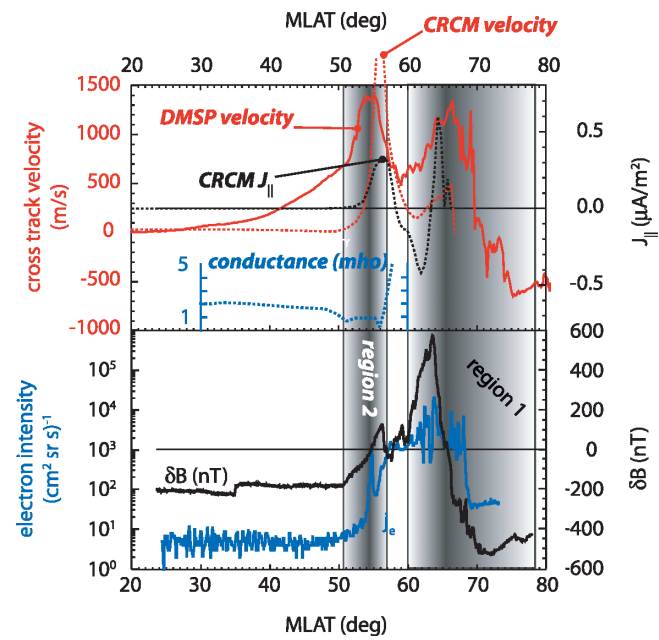 MLAT (deg)
CRCM velocity
20 30 40 50 60 70 80
1500
1000
500
0
-500
-1000
cross track velocity
(m/s)
DMSP velocity
CRCM J||
0.5
0.0
-0.5
J|| (µA/m²)
5
1
conductance (mho)
region 2
region 1
10⁵
10⁴
10³
10²
10¹
10⁰
electron intensity
(cm² sr s)⁻¹
600
400
200
0
-200
-400
-600
δB (nT)
δB (nT)
jₑ
20 30 40 50 60 70 80
MLAT (deg)